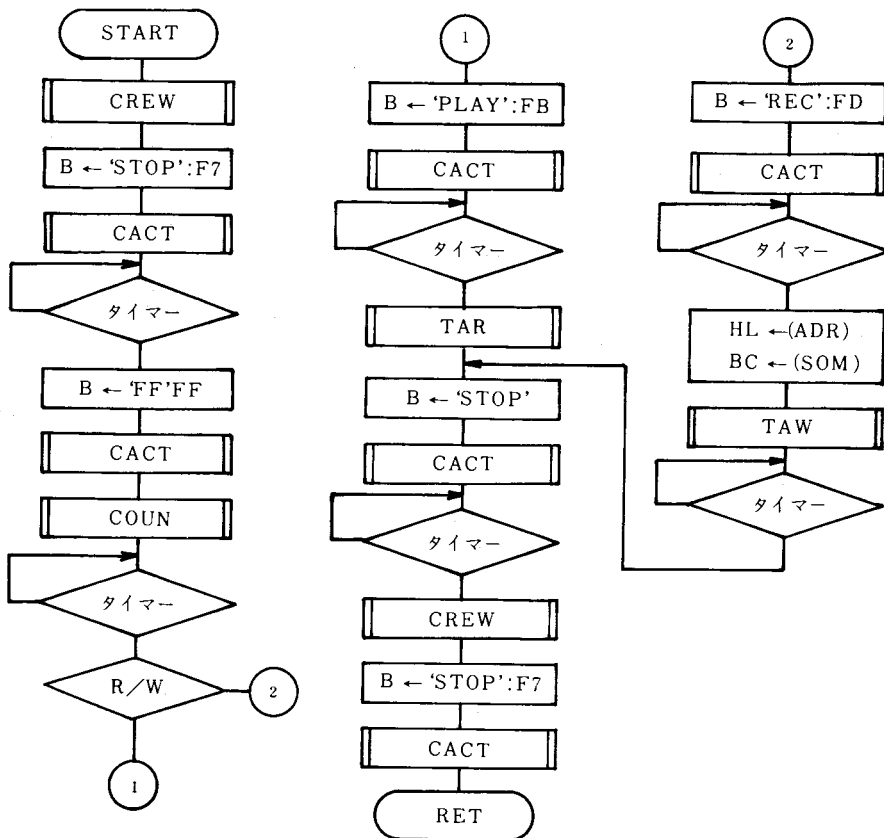 START
CREW
B ← 'STOP':F7
CACT
タイマー
B ← 'FF'FF
CACT
COUN
タイマー
R/W
2
1
1
B ← 'PLAY':FB
CACT
タイマー
TAR
B ← 'STOP'
CACT
タイマー
CREW
B ← 'STOP':F7
CACT
RET
2
B ← 'REC':FD
CACT
タイマー
HL ← (ADR)
BC ← (SOM)
TAW
タイマー